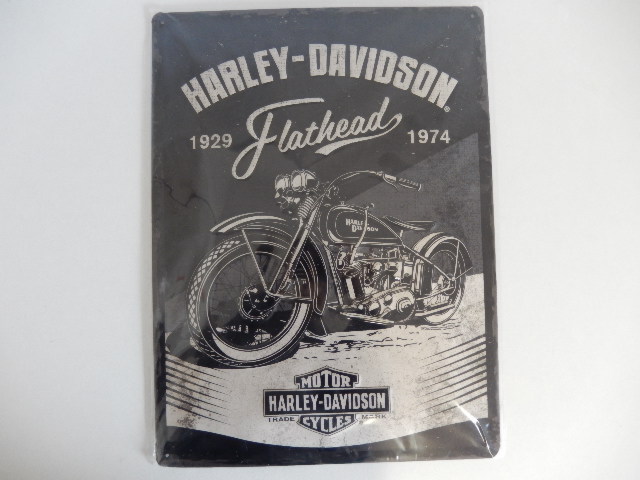 HARLEY-DAVIDSON®
1929 Flathead 1974
HARLEY
DAVIDSON
MOTOR
HARLEY-DAVIDSON
TRADE MARK
CYCLES